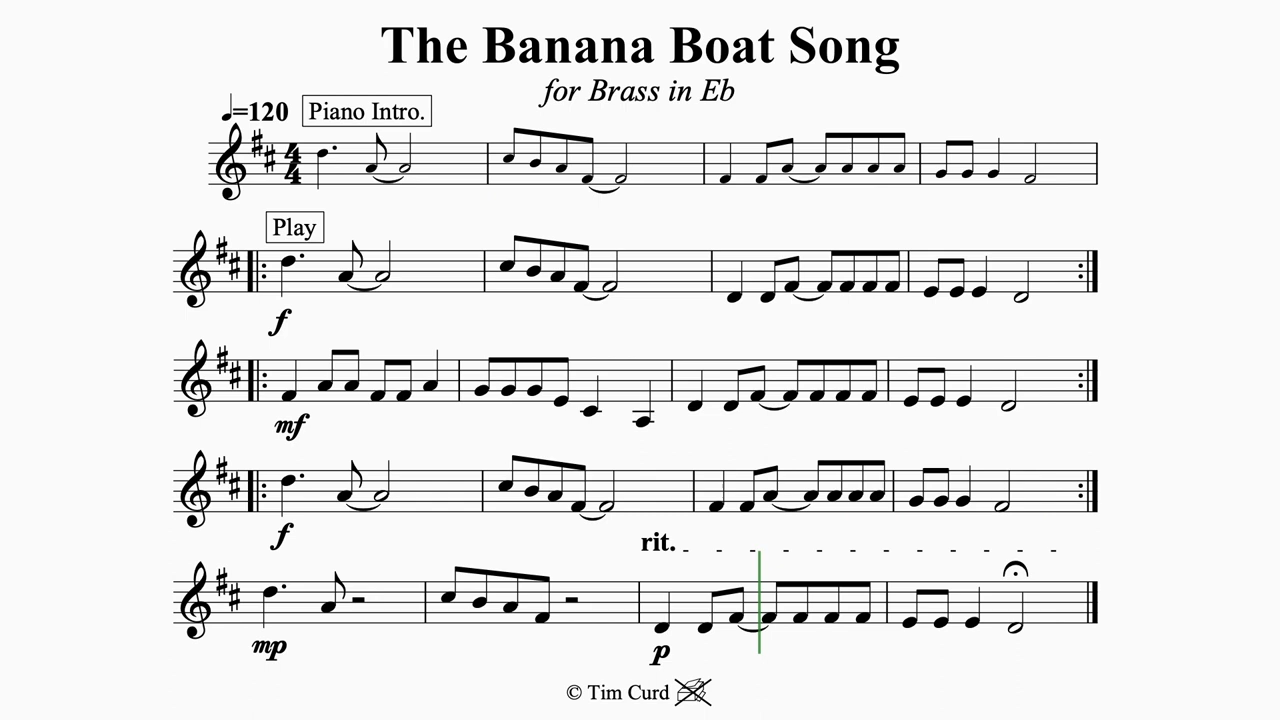 The Banana Boat Song
for Brass in Eb
♩=120 Piano Intro.
4
4
Play
f
mf
f
rit.
mp
p
© Tim Curd